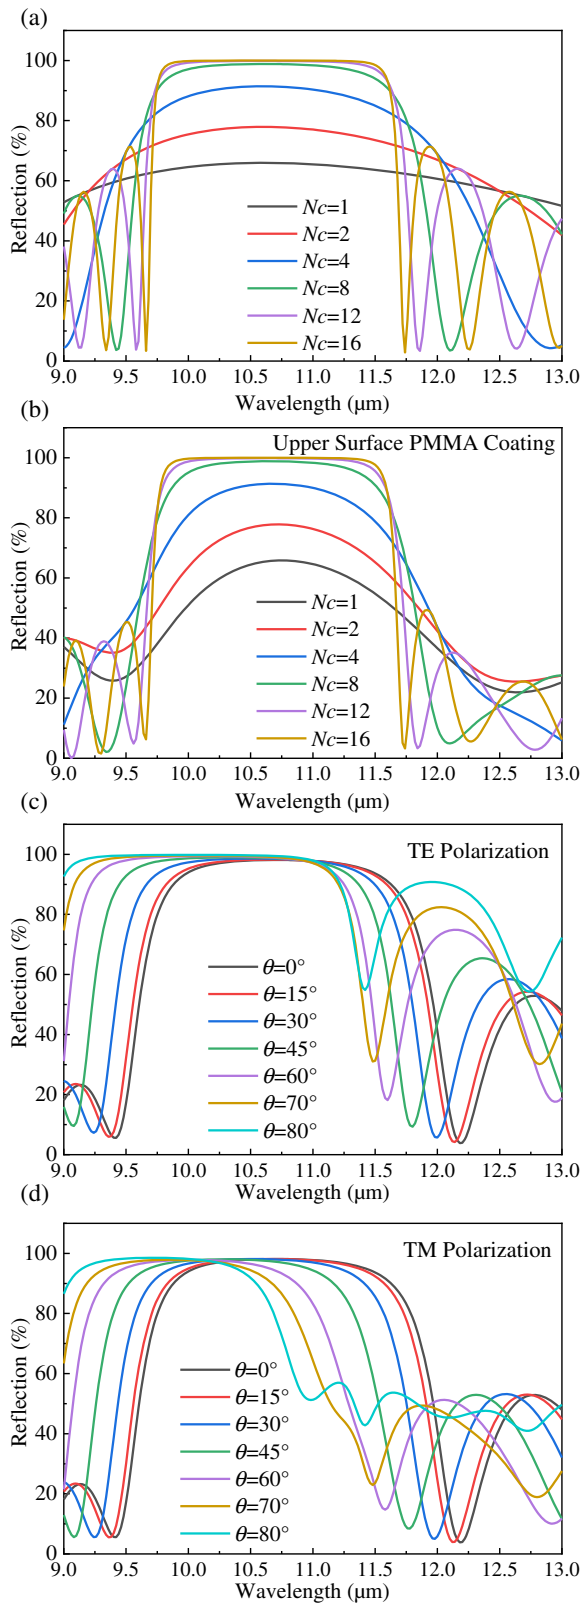 (a)
100
80
60
40
20
0
Reflection (%)
Nc=1
Nc=2
Nc=4
Nc=8
Nc=12
Nc=16
9.0 9.5 10.0 10.5 11.0 11.5 12.0 12.5 13.0
Wavelength (μm)
(b)
Upper Surface PMMA Coating
100
80
60
40
20
0
Reflection (%)
Nc=1
Nc=2
Nc=4
Nc=8
Nc=12
Nc=16
9.0 9.5 10.0 10.5 11.0 11.5 12.0 12.5 13.0
Wavelength (μm)
(c)
TE Polarization
100
80
60
40
20
0
Reflection (%)
θ=0°
θ=15°
θ=30°
θ=45°
θ=60°
θ=70°
θ=80°
9.0 9.5 10.0 10.5 11.0 11.5 12.0 12.5 13.0
Wavelength (μm)
(d)
TM Polarization
100
80
60
40
20
0
Reflection (%)
θ=0°
θ=15°
θ=30°
θ=45°
θ=60°
θ=70°
θ=80°
9.0 9.5 10.0 10.5 11.0 11.5 12.0 12.5 13.0
Wavelength (μm)